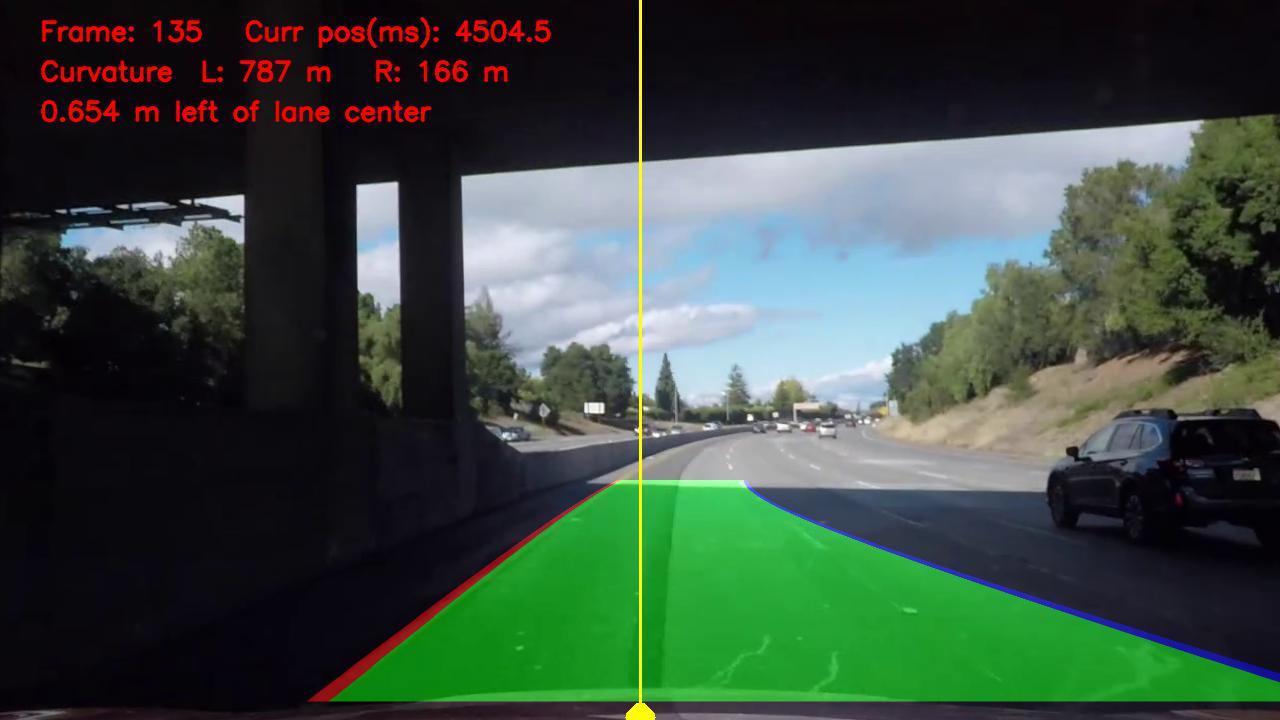 Frame: 135 Curr pos(ms): 4504.5
Curvature L: 787 m R: 166 m
0.654 m left of lane center